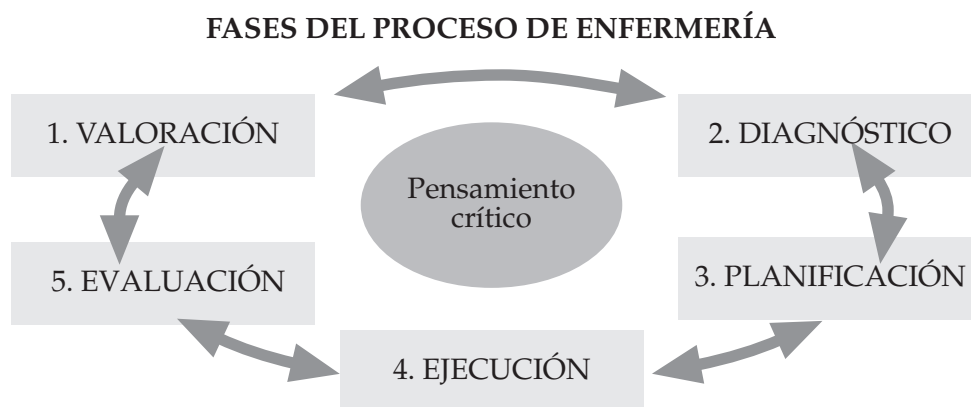 FASES DEL PROCESO DE ENFERMERÍA
1. VALORACIÓN
2. DIAGNÓSTICO
Pensamiento
crítico
5. EVALUACIÓN
3. PLANIFICACIÓN
4. EJECUCIÓN